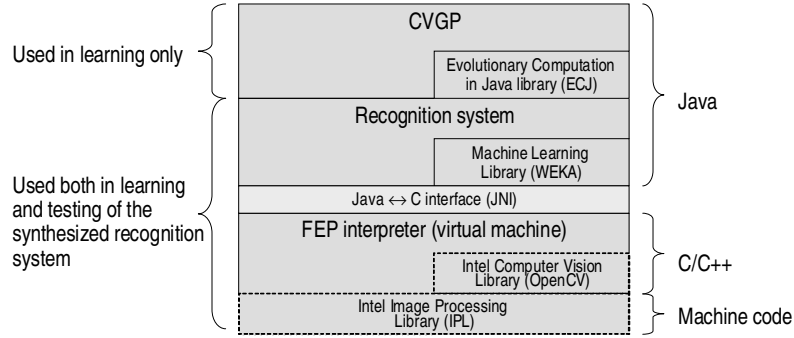 CVGP
Used in learning only
Evolutionary Computation
in Java library (ECJ)
Java
Recognition system
Machine Learning
Library (WEKA)
Used both in learning
and testing of the
synthesized recognition
system
Java ↔ C interface (JNI)
FEP interpreter (virtual machine)
Intel Computer Vision
Library (OpenCV)
C/C++
Intel Image Processing
Library (IPL)
Machine code